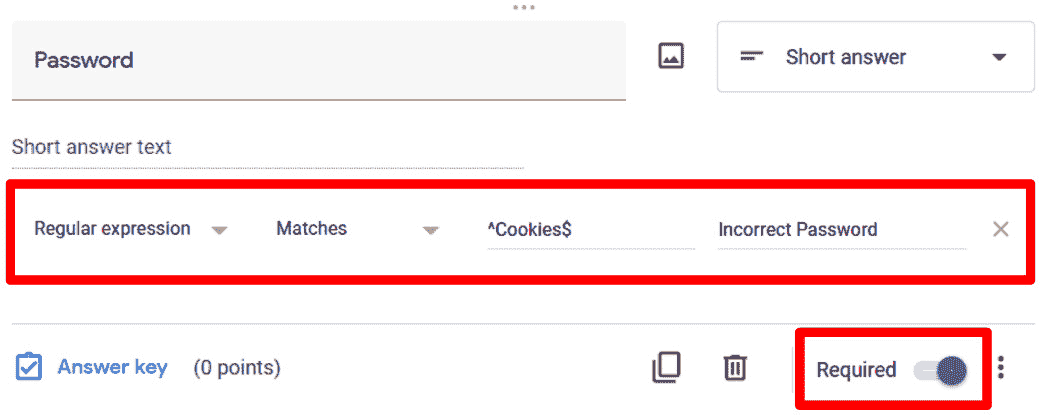 Password
Short answer
Short answer text
Regular expression Matches ^Cookies$ Incorrect Password
Answer key (0 points) Required